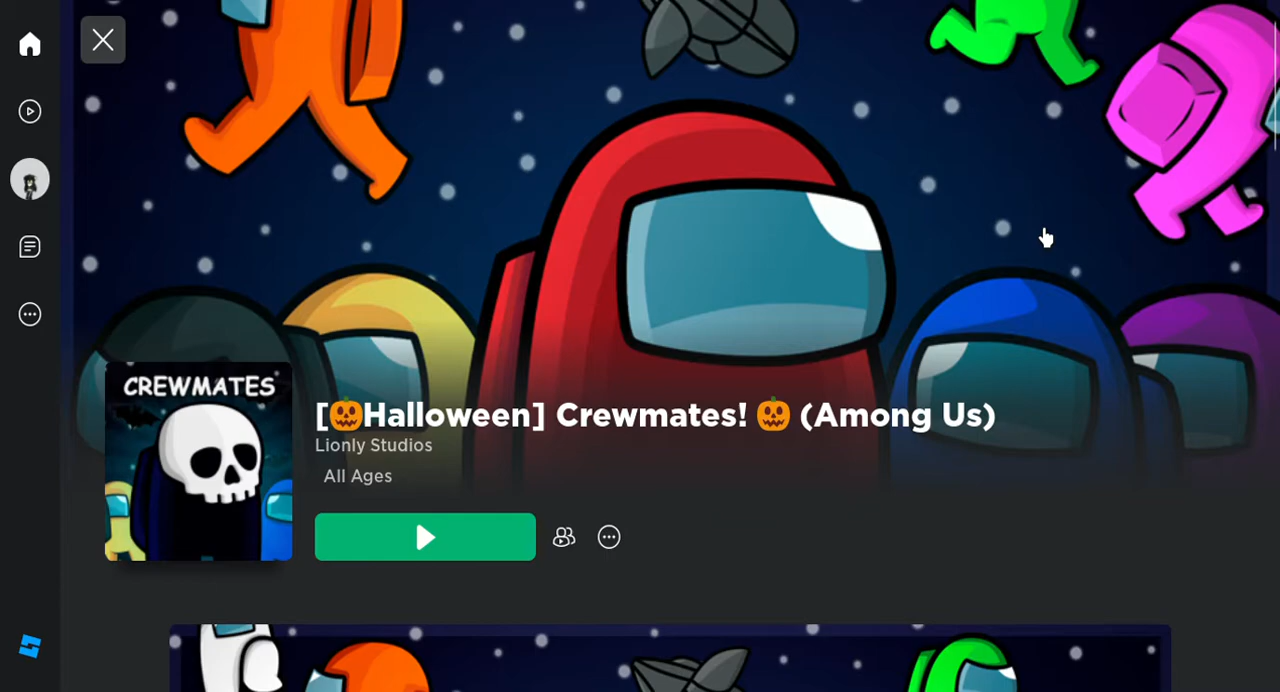 [🎃Halloween] Crewmates! 🎃 (Among Us)
Lionly Studios
All Ages
CREWMATES